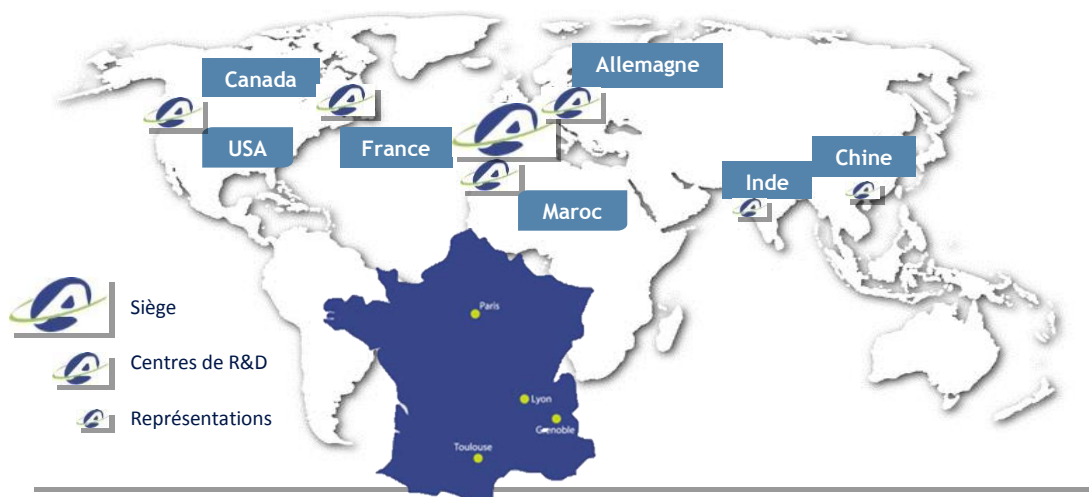 Canada
Allemagne
USA
France
Chine
Inde
Maroc
Siège
Paris
Centres de R&D
Lyon
Représentations
Grenoble
Toulouse